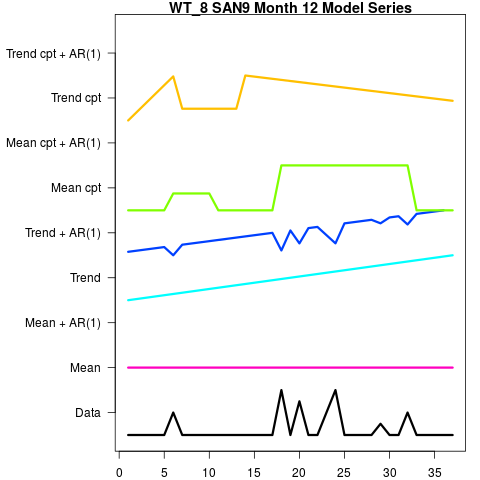 WT_8 SAN9 Month 12 Model Series
Trend cpt + AR(1)
Trend cpt
Mean cpt + AR(1)
Mean cpt
Trend + AR(1)
Trend
Mean + AR(1)
Mean
Data
0 5 10 15 20 25 30 35